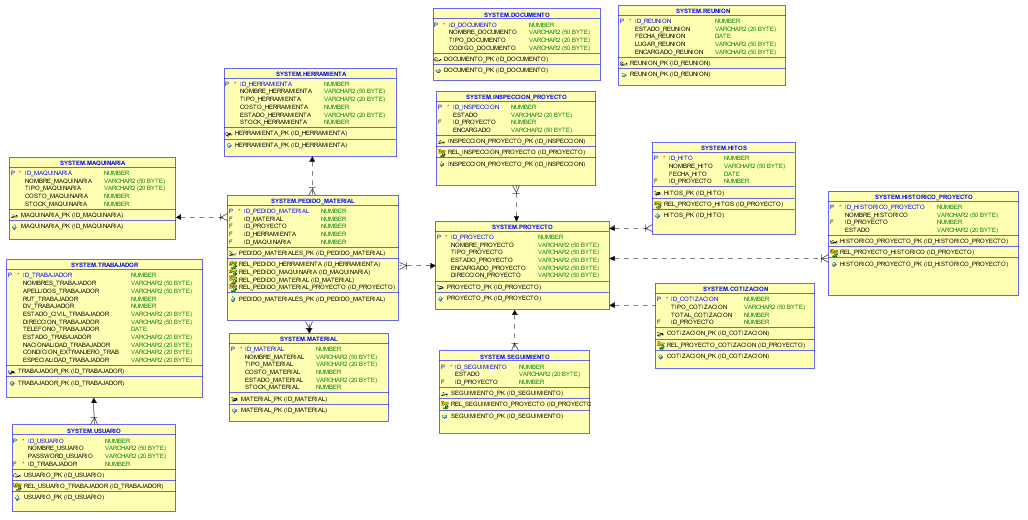 SYSTEM.DOCUMENTO
P * ID_DOCUMENTO NUMBER
NOMBRE_DOCUMENTO VARCHAR2 (50 BYTE)
TIPO_DOCUMENTO VARCHAR2 (20 BYTE)
CODIGO_DOCUMENTO VARCHAR2 (50 BYTE)
DOCUMENTO_PK (ID_DOCUMENTO)
DOCUMENTO_PK (ID_DOCUMENTO)
SYSTEM.REUNION
P * ID_REUNION NUMBER
ESTADO_REUNION VARCHAR2 (20 BYTE)
FECHA_REUNION DATE
LUGAR_REUNION VARCHAR2 (50 BYTE)
ENCARGADO_REUNION VARCHAR2 (50 BYTE)
REUNION_PK (ID_REUNION)
REUNION_PK (ID_REUNION)
SYSTEM.HERRAMIENTA
P * ID_HERRAMIENTA NUMBER
NOMBRE_HERRAMIENTA VARCHAR2 (50 BYTE)
TIPO_HERRAMIENTA VARCHAR2 (20 BYTE)
COSTO_HERRAMIENTA NUMBER
ESTADO_HERRAMIENTA VARCHAR2 (20 BYTE)
STOCK_HERRAMIENTA NUMBER
HERRAMIENTA_PK (ID_HERRAMIENTA)
HERRAMIENTA_PK (ID_HERRAMIENTA)
SYSTEM.INSPECCION_PROYECTO
P * ID_INSPECCION NUMBER
ESTADO VARCHAR2 (20 BYTE)
F ID_PROYECTO NUMBER
ENCARGADO VARCHAR2 (50 BYTE)
INSPECCION_PROYECTO_PK (ID_INSPECCION)
REL_INSPECCION_PROYECTO (ID_PROYECTO)
INSPECCION_PROYECTO_PK (ID_INSPECCION)
SYSTEM.HITOS
P * ID_HITO NUMBER
NOMBRE_HITO VARCHAR2 (50 BYTE)
FECHA_HITO DATE
F ID_PROYECTO NUMBER
HITOS_PK (ID_HITO)
REL_PROYECTO_HITOS (ID_PROYECTO)
HITOS_PK (ID_HITO)
SYSTEM.MAQUINARIA
P * ID_MAQUINARIA NUMBER
NOMBRE_MAQUINARIA VARCHAR2 (50 BYTE)
TIPO_MAQUINARIA VARCHAR2 (20 BYTE)
COSTO_MAQUINARIA NUMBER
STOCK_MAQUINARIA NUMBER
MAQUINARIA_PK (ID_MAQUINARIA)
MAQUINARIA_PK (ID_MAQUINARIA)
SYSTEM.PEDIDO_MATERIAL
P * ID_PEDIDO_MATERIAL NUMBER
F ID_MATERIAL NUMBER
F ID_PROYECTO NUMBER
F ID_HERRAMIENTA NUMBER
F ID_MAQUINARIA NUMBER
PEDIDO_MATERIALES_PK (ID_PEDIDO_MATERIAL)
REL_PEDIDO_HERRAMIENTA (ID_HERRAMIENTA)
REL_PEDIDO_MAQUINARIA (ID_MAQUINARIA)
REL_PEDIDO_MATERIAL (ID_MATERIAL)
REL_PEDIDO_MATERIAL_PROYECTO (ID_PROYECTO)
PEDIDO_MATERIALES_PK (ID_PEDIDO_MATERIAL)
SYSTEM.PROYECTO
P * ID_PROYECTO NUMBER
NOMBRE_PROYECTO VARCHAR2 (50 BYTE)
TIPO_PROYECTO VARCHAR2 (50 BYTE)
ESTADO_PROYECTO VARCHAR2 (20 BYTE)
ENCARGADO_PROYECTO VARCHAR2 (50 BYTE)
DIRECCION_PROYECTO VARCHAR2 (50 BYTE)
PROYECTO_PK (ID_PROYECTO)
PROYECTO_PK (ID_PROYECTO)
SYSTEM.HISTORICO_PROYECTO
P * ID_HISTORICO_PROYECTO NUMBER
NOMBRE_HISTORICO VARCHAR2 (50 BYTE)
F ID_PROYECTO NUMBER
ESTADO VARCHAR2 (20 BYTE)
HISTORICO_PROYECTO_PK (ID_HISTORICO_PROYECTO)
REL_PROYECTO_HISTORICO (ID_PROYECTO)
HISTORICO_PROYECTO_PK (ID_HISTORICO_PROYECTO)
SYSTEM.TRABAJADOR
P * ID_TRABAJADOR NUMBER
NOMBRES_TRABAJADOR VARCHAR2 (50 BYTE)
APELLIDOS_TRABAJADOR VARCHAR2 (50 BYTE)
RUT_TRABAJADOR NUMBER
DV_TRABAJADOR NUMBER
ESTADO_CIVIL_TRABAJADOR VARCHAR2 (20 BYTE)
DIRECCION_TRABAJADOR VARCHAR2 (50 BYTE)
TELEFONO_TRABAJADOR DATE
ESTADO_TRABAJADOR VARCHAR2 (20 BYTE)
NACIONALIDAD_TRABAJADOR VARCHAR2 (20 BYTE)
CONDICION_EXTRANJERO_TRAB VARCHAR2 (20 BYTE)
ESPECIALIDAD_TRABAJADOR VARCHAR2 (20 BYTE)
TRABAJADOR_PK (ID_TRABAJADOR)
TRABAJADOR_PK (ID_TRABAJADOR)
SYSTEM.COTIZACION
P * ID_COTIZACION NUMBER
TIPO_COTIZACION VARCHAR2 (50 BYTE)
TOTAL_COTIZACION NUMBER
F ID_PROYECTO NUMBER
COTIZACION_PK (ID_COTIZACION)
REL_PROYECTO_COTIZACION (ID_PROYECTO)
COTIZACION_PK (ID_COTIZACION)
SYSTEM.MATERIAL
P * ID_MATERIAL NUMBER
NOMBRE_MATERIAL VARCHAR2 (50 BYTE)
TIPO_MATERIAL VARCHAR2 (20 BYTE)
COSTO_MATERIAL NUMBER
ESTADO_MATERIAL VARCHAR2 (20 BYTE)
STOCK_MATERIAL NUMBER
MATERIAL_PK (ID_MATERIAL)
MATERIAL_PK (ID_MATERIAL)
SYSTEM.SEGUIMIENTO
P * ID_SEGUIMIENTO NUMBER
ESTADO VARCHAR2 (20 BYTE)
F ID_PROYECTO NUMBER
SEGUIMIENTO_PK (ID_SEGUIMIENTO)
REL_SEGUIMIENTO_PROYECTO (ID_PROYECTO
SEGUIMIENTO_PK (ID_SEGUIMIENTO)
SYSTEM.USUARIO
P * ID_USUARIO NUMBER
NOMBRE_USUARIO VARCHAR2 (50 BYTE)
PASSWORD_USUARIO VARCHAR2 (20 BYTE)
F * ID_TRABAJADOR NUMBER
USUARIO_PK (ID_USUARIO)
REL_USUARIO_TRABAJADOR (ID_TRABAJADOR)
USUARIO_PK (ID_USUARIO)